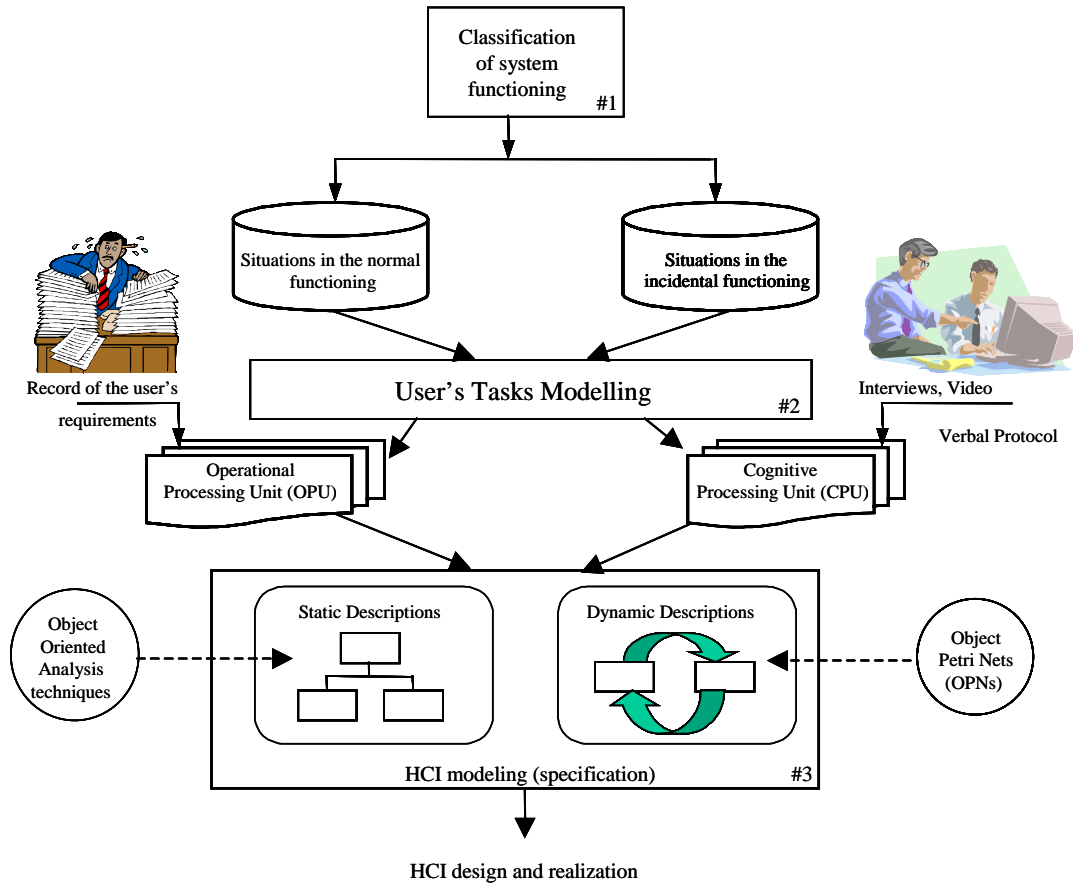 Classification
of system
functioning
#1
Situations in the normal
functioning
Situations in the
incidental functioning
Record of the user's
requirements
User's Tasks Modelling
#2
Interviews, Video
Verbal Protocol
Operational
Processing Unit (OPU)
Cognitive
Processing Unit (CPU)
Object
Oriented
Analysis
techniques
Static Descriptions
Dynamic Descriptions
Object
Petri Nets
(OPNs)
HCI modeling (specification)
#3
HCI design and realization